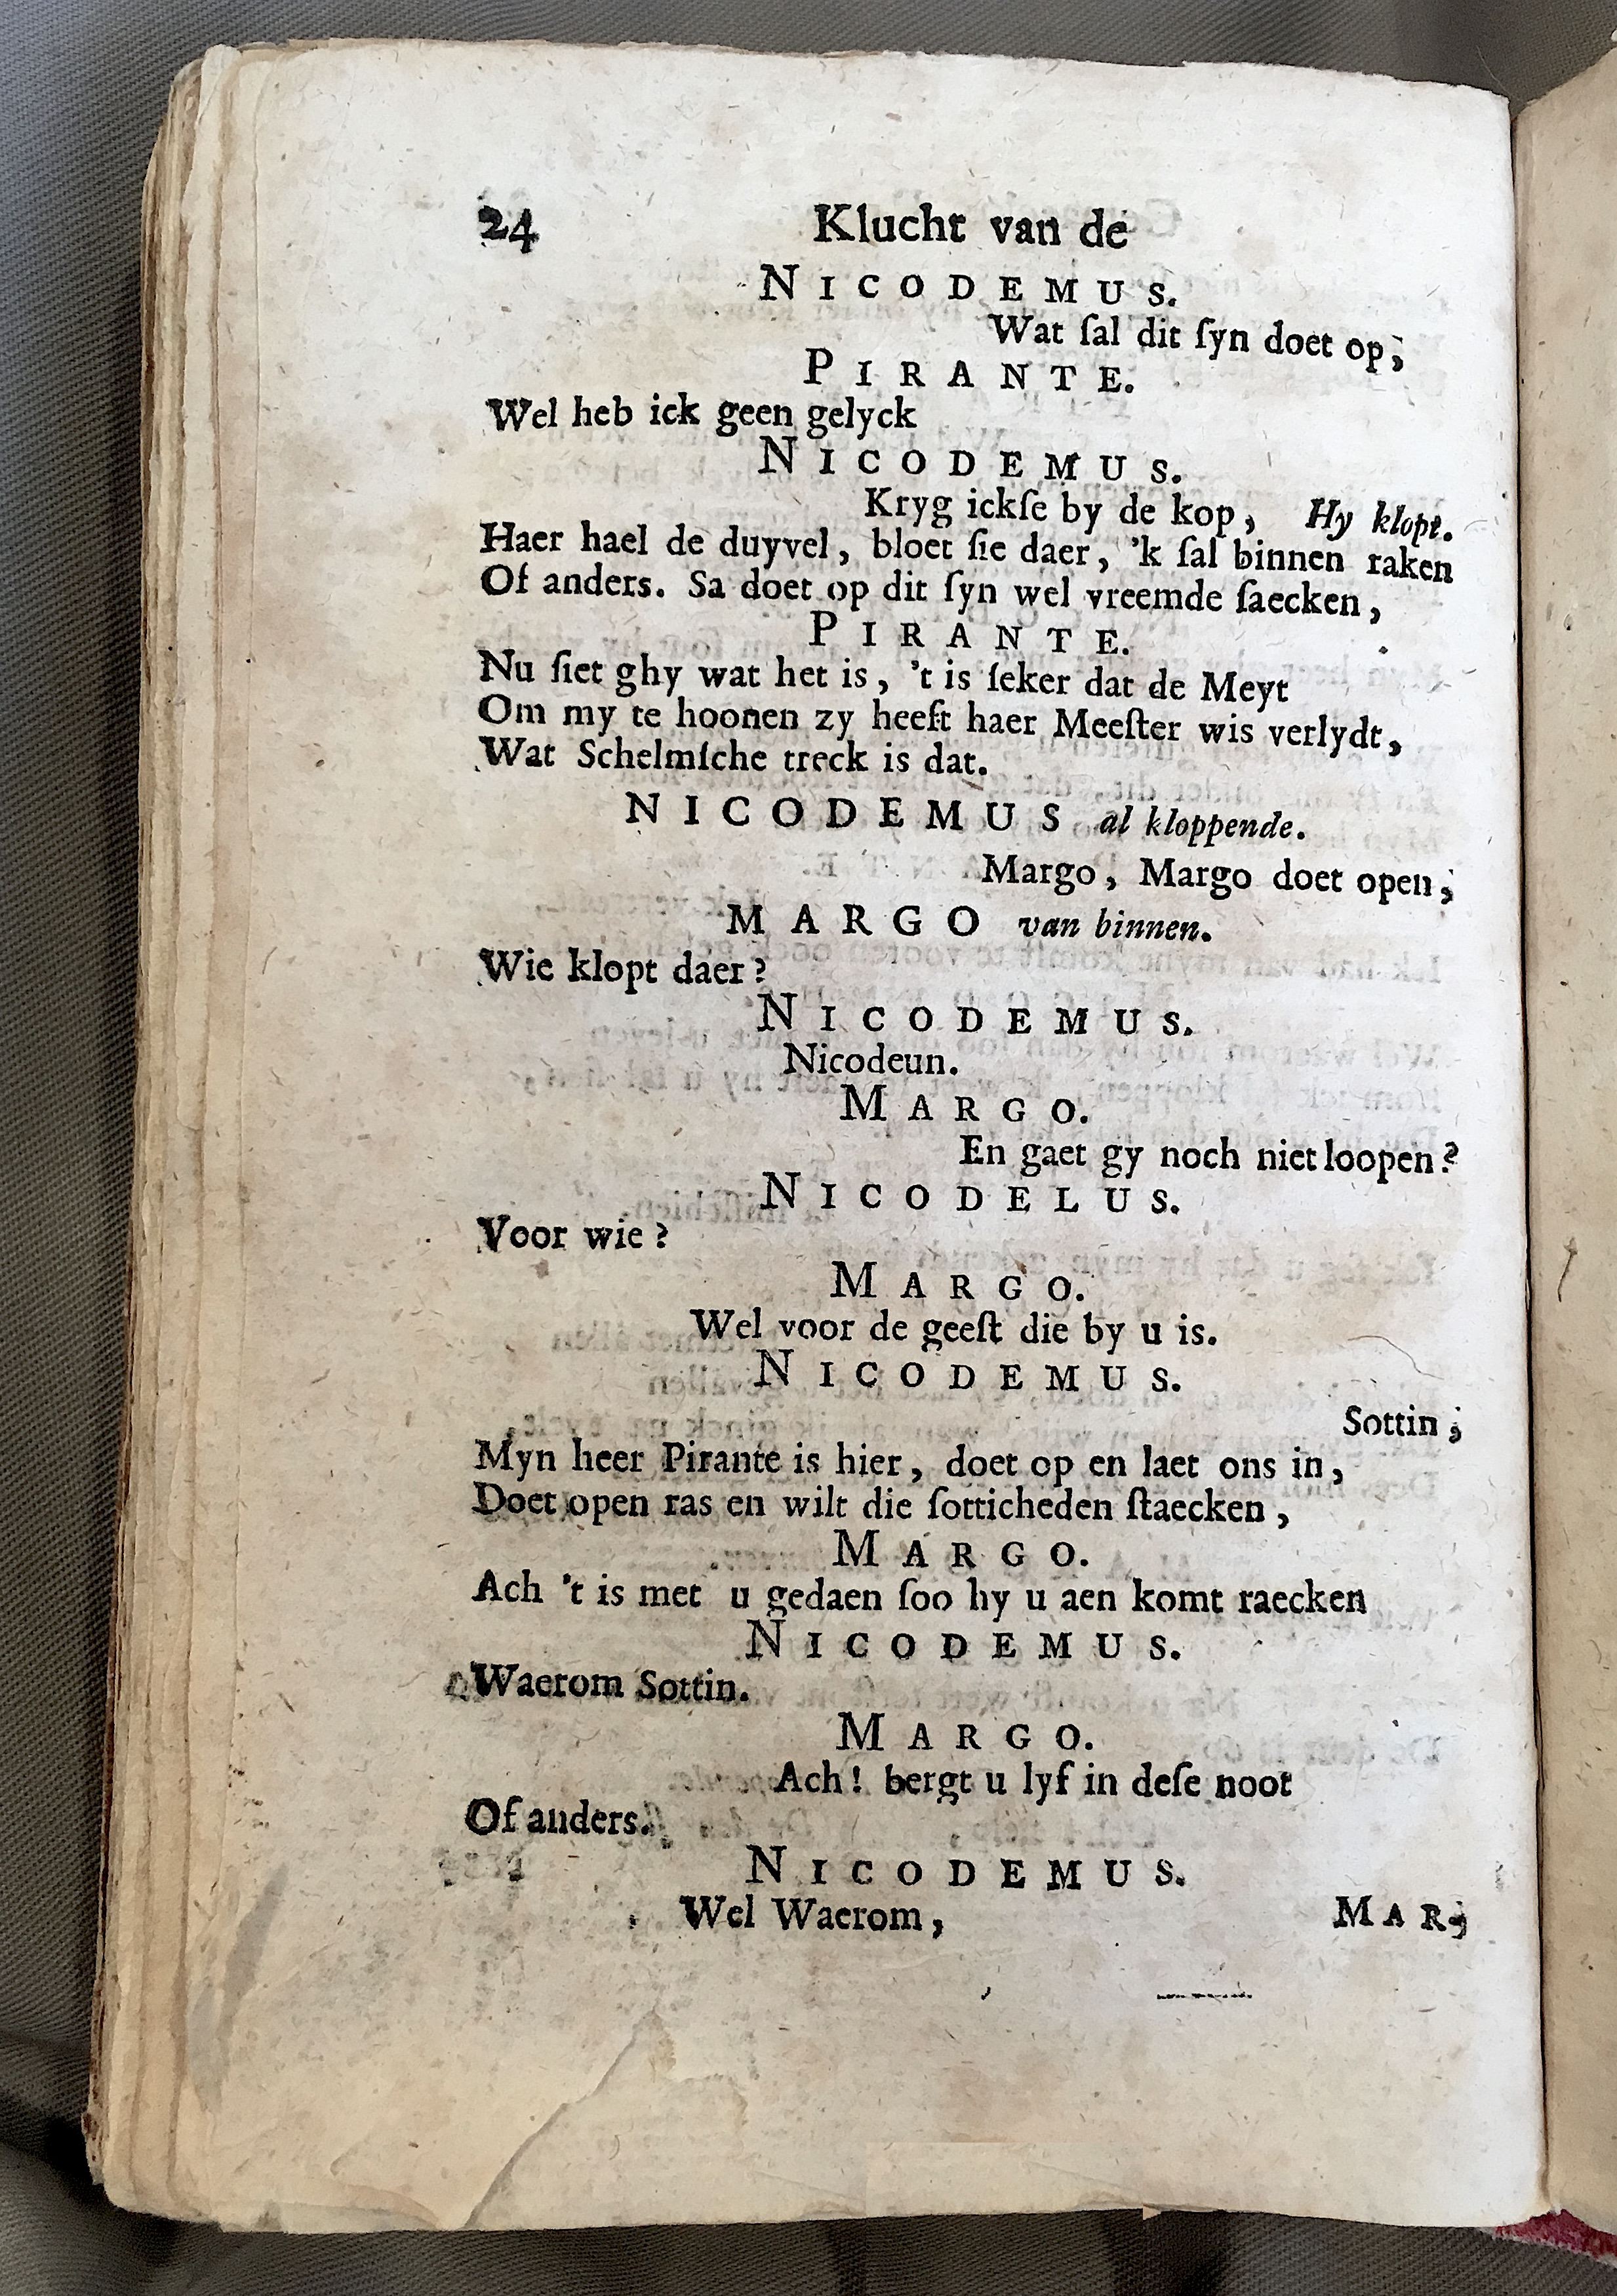 24 Klucht van de
NICODEMUS.
Wat ſal dit ſyn doet op,
PIRANTE.
Wel heb ick geen gelyck
NICODEMUS.
Kryg ickſe by de kop, Hy klopt.
Haer hael de duyvel, bloet ſie daer, 'k ſal binnen raken
Of anders. Sa doet op dit ſyn wel vreemde ſaecken,
PIRANTE.
Nu ſiet ghy wat het is, 't is ſeker dat de Meyt
Om my te hoonen zy heeft haer Meeſter wis verlydt,
Wat Schelmſche treck is dat.
NICODEMUS al kloppende.
Margo, Margo doet open,
MARGO van binnen.
Wie klopt daer?
NICODEMUS.
Nicodeun.
MARGO.
En gaet gy noch niet loopen?
NICODELUS.
Voor wie?
MARGO.
Wel voor de geeſt die by u is.
NICODEMUS.
Sottin;
Myn heer Pirante is hier, doet op en laet ons in,
Doet open ras en wilt die ſotticheden ſtaecken,
MARGO.
Ach 't is met u gedaen ſoo hy u aen komt raecken
NICODEMUS.
Waerom Sottin.
MARGO.
Ach! bergt u lyf in deſe noot
Of anders.
NICODEMUS.
Wel Waerom, MAR,